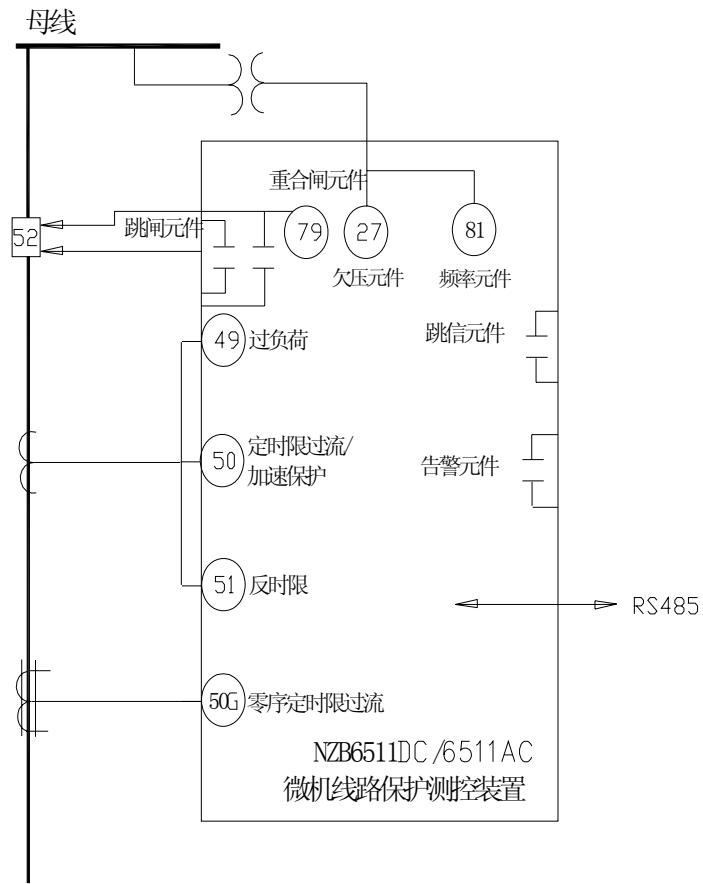 母线
重合闸元件
52
跳闸元件
79
27
81
欠压元件
频率元件
49 过负荷
跳信元件
50 定时限过流/
加速保护
告警元件
51 反时限
RS485
50G 零序定时限过流
NZB6511DC/6511AC
微机线路保护测控装置